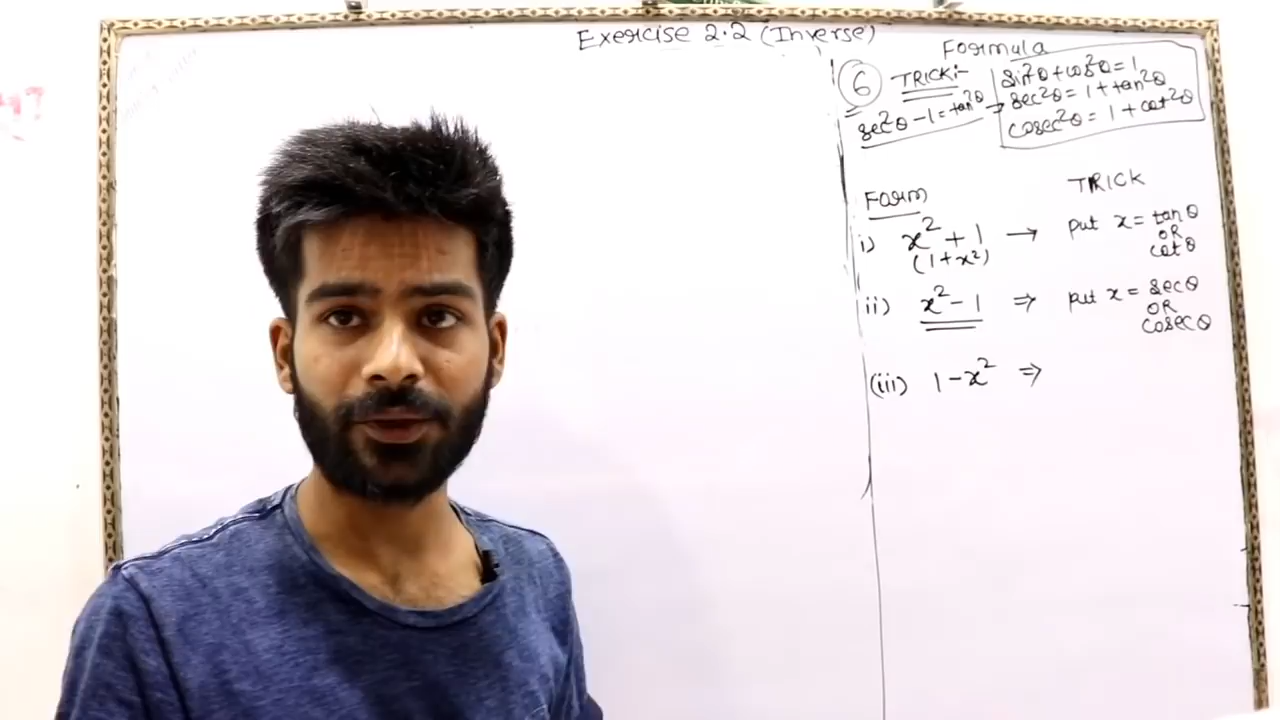 Exercise 2.2 (Inverse)
Formula
6 TRICK:-
sec²θ - 1 = tan²θ →
sin²θ + cos²θ = 1
sec²θ = 1 + tan²θ
cosec²θ = 1 + cot²θ
Form TRICK
i) x² + 1 → put x = tanθ
(1 + x²) OR
cotθ
ii) x² - 1 ⇒ put x = secθ
OR
cosecθ
(iii) 1 - x² ⇒